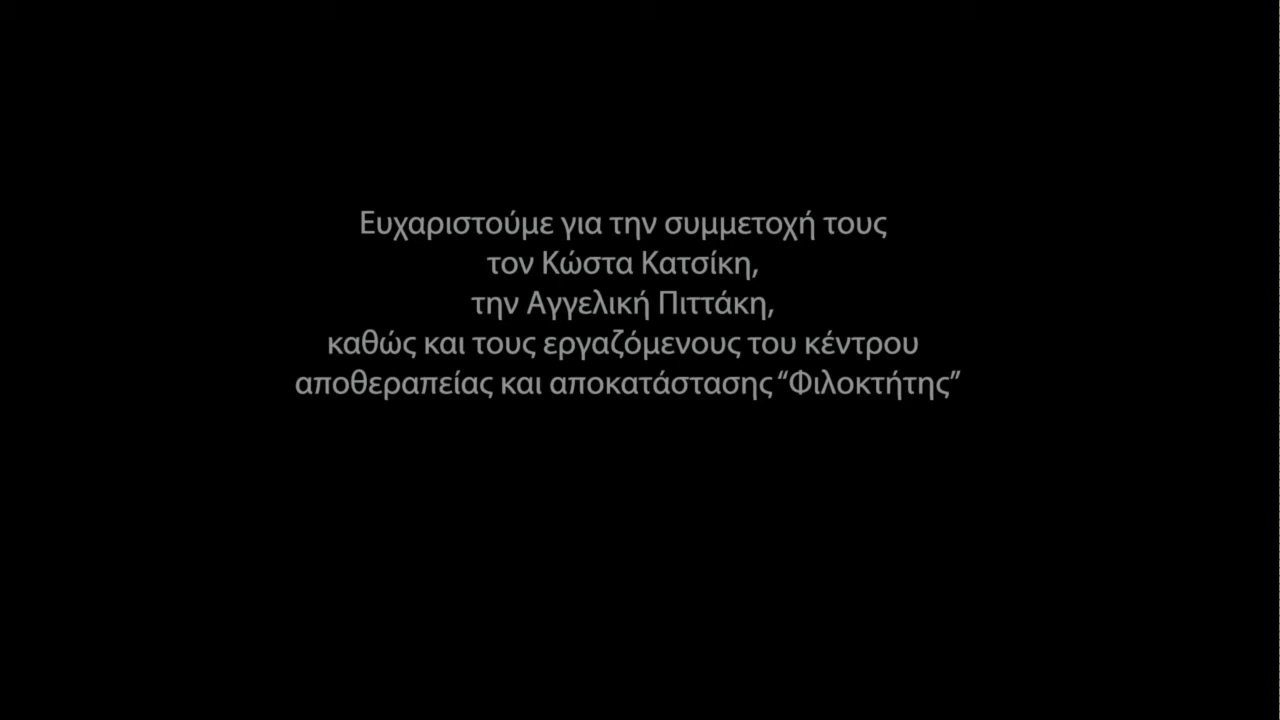 Ευχαριστούμε για την συμμετοχή τους
τον Κώστα Κατσίκη,
την Αγγελική Πιττάκη,
καθώς και τους εργαζόμενους του κέντρου
αποθεραπείας και αποκατάστασης “Φιλοκτήτης”